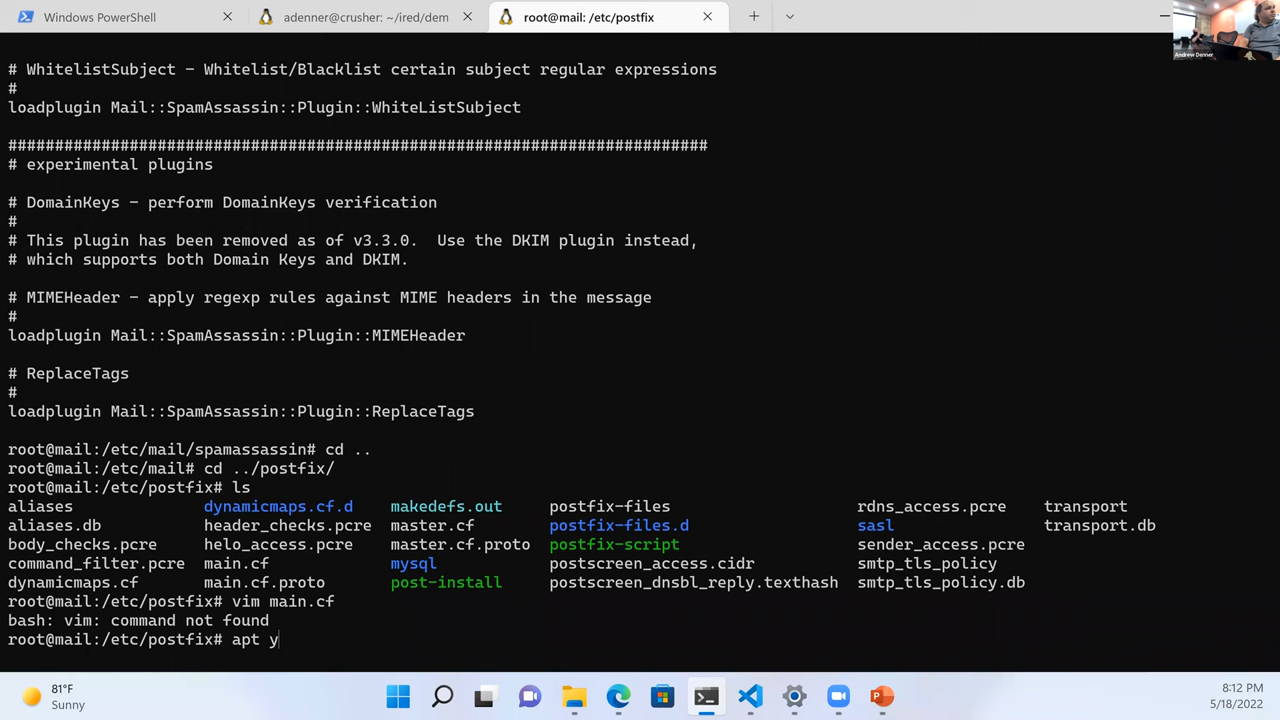 Windows PowerShell
adenner@crusher: ~/ired/dem
root@mail: /etc/postfix
# WhitelistSubject - Whitelist/Blacklist certain subject regular expressions
#
loadplugin Mail::SpamAssassin::Plugin::WhiteListSubject
###########################################################################
# experimental plugins
# DomainKeys - perform DomainKeys verification
#
# This plugin has been removed as of v3.3.0.  Use the DKIM plugin instead,
# which supports both Domain Keys and DKIM.
# MIMEHeader - apply regexp rules against MIME headers in the message
#
loadplugin Mail::SpamAssassin::Plugin::MIMEHeader
# ReplaceTags
#
loadplugin Mail::SpamAssassin::Plugin::ReplaceTags
root@mail:/etc/mail/spamassassin# cd ..
root@mail:/etc/mail# cd ../postfix/
root@mail:/etc/postfix# ls
aliases dynamicmaps.cf.d makedefs.out postfix-files rdns_access.pcre transport
aliases.db header_checks.pcre master.cf postfix-files.d sasl transport.db
body_checks.pcre helo_access.pcre master.cf.proto postfix-script sender_access.pcre
command_filter.pcre main.cf mysql postscreen_access.cidr smtp_tls_policy
dynamicmaps.cf main.cf.proto post-install postscreen_dnsbl_reply.texthash smtp_tls_policy.db
root@mail:/etc/postfix# vim main.cf
bash: vim: command not found
root@mail:/etc/postfix# apt y
Andrew Denner
81°F
Sunny
8:12 PM
5/18/2022